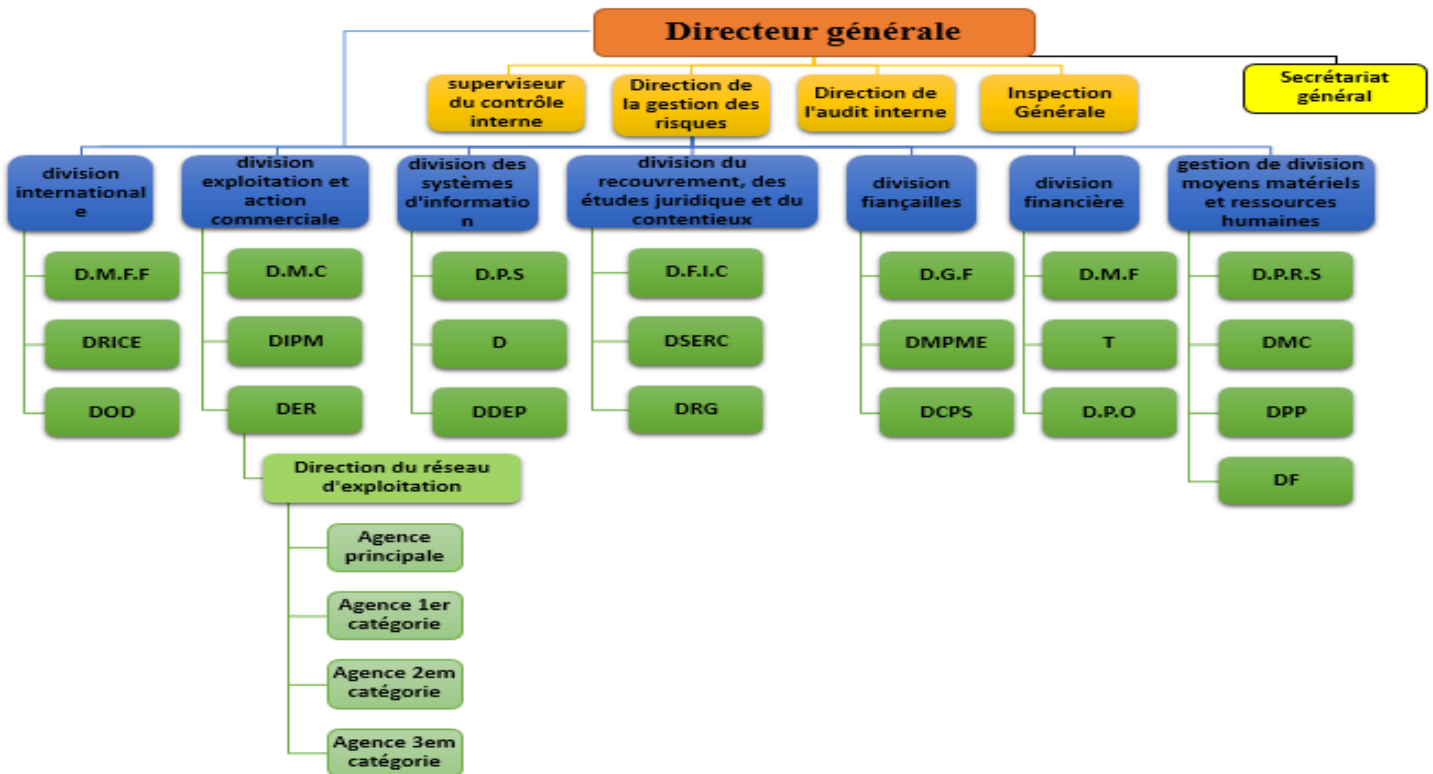 Directeur générale
superviseur
du contrôle
interne
Direction de
la gestion des
risques
Direction de
l'audit interne
Inspection
Générale
Secrétariat
général
division
international
e
division
exploitation et
action
commerciale
division des
systèmes
d'informatio
n
division du
recouvrement, des
études juridique et du
contentieux
division
fiançailles
division
financière
gestion de division
moyens matériels
et ressources
humaines
D.M.F.F
DRICE
DOD
D.M.C
DIPM
DER
Direction du réseau
d'exploitation
Agence
principale
Agence 1er
catégorie
Agence 2em
catégorie
Agence 3em
catégorie
D.P.S
D
DDEP
D.F.I.C
DSERC
DRG
D.G.F
DMPME
DCPS
D.M.F
T
D.P.O
D.P.R.S
DMC
DPP
DF